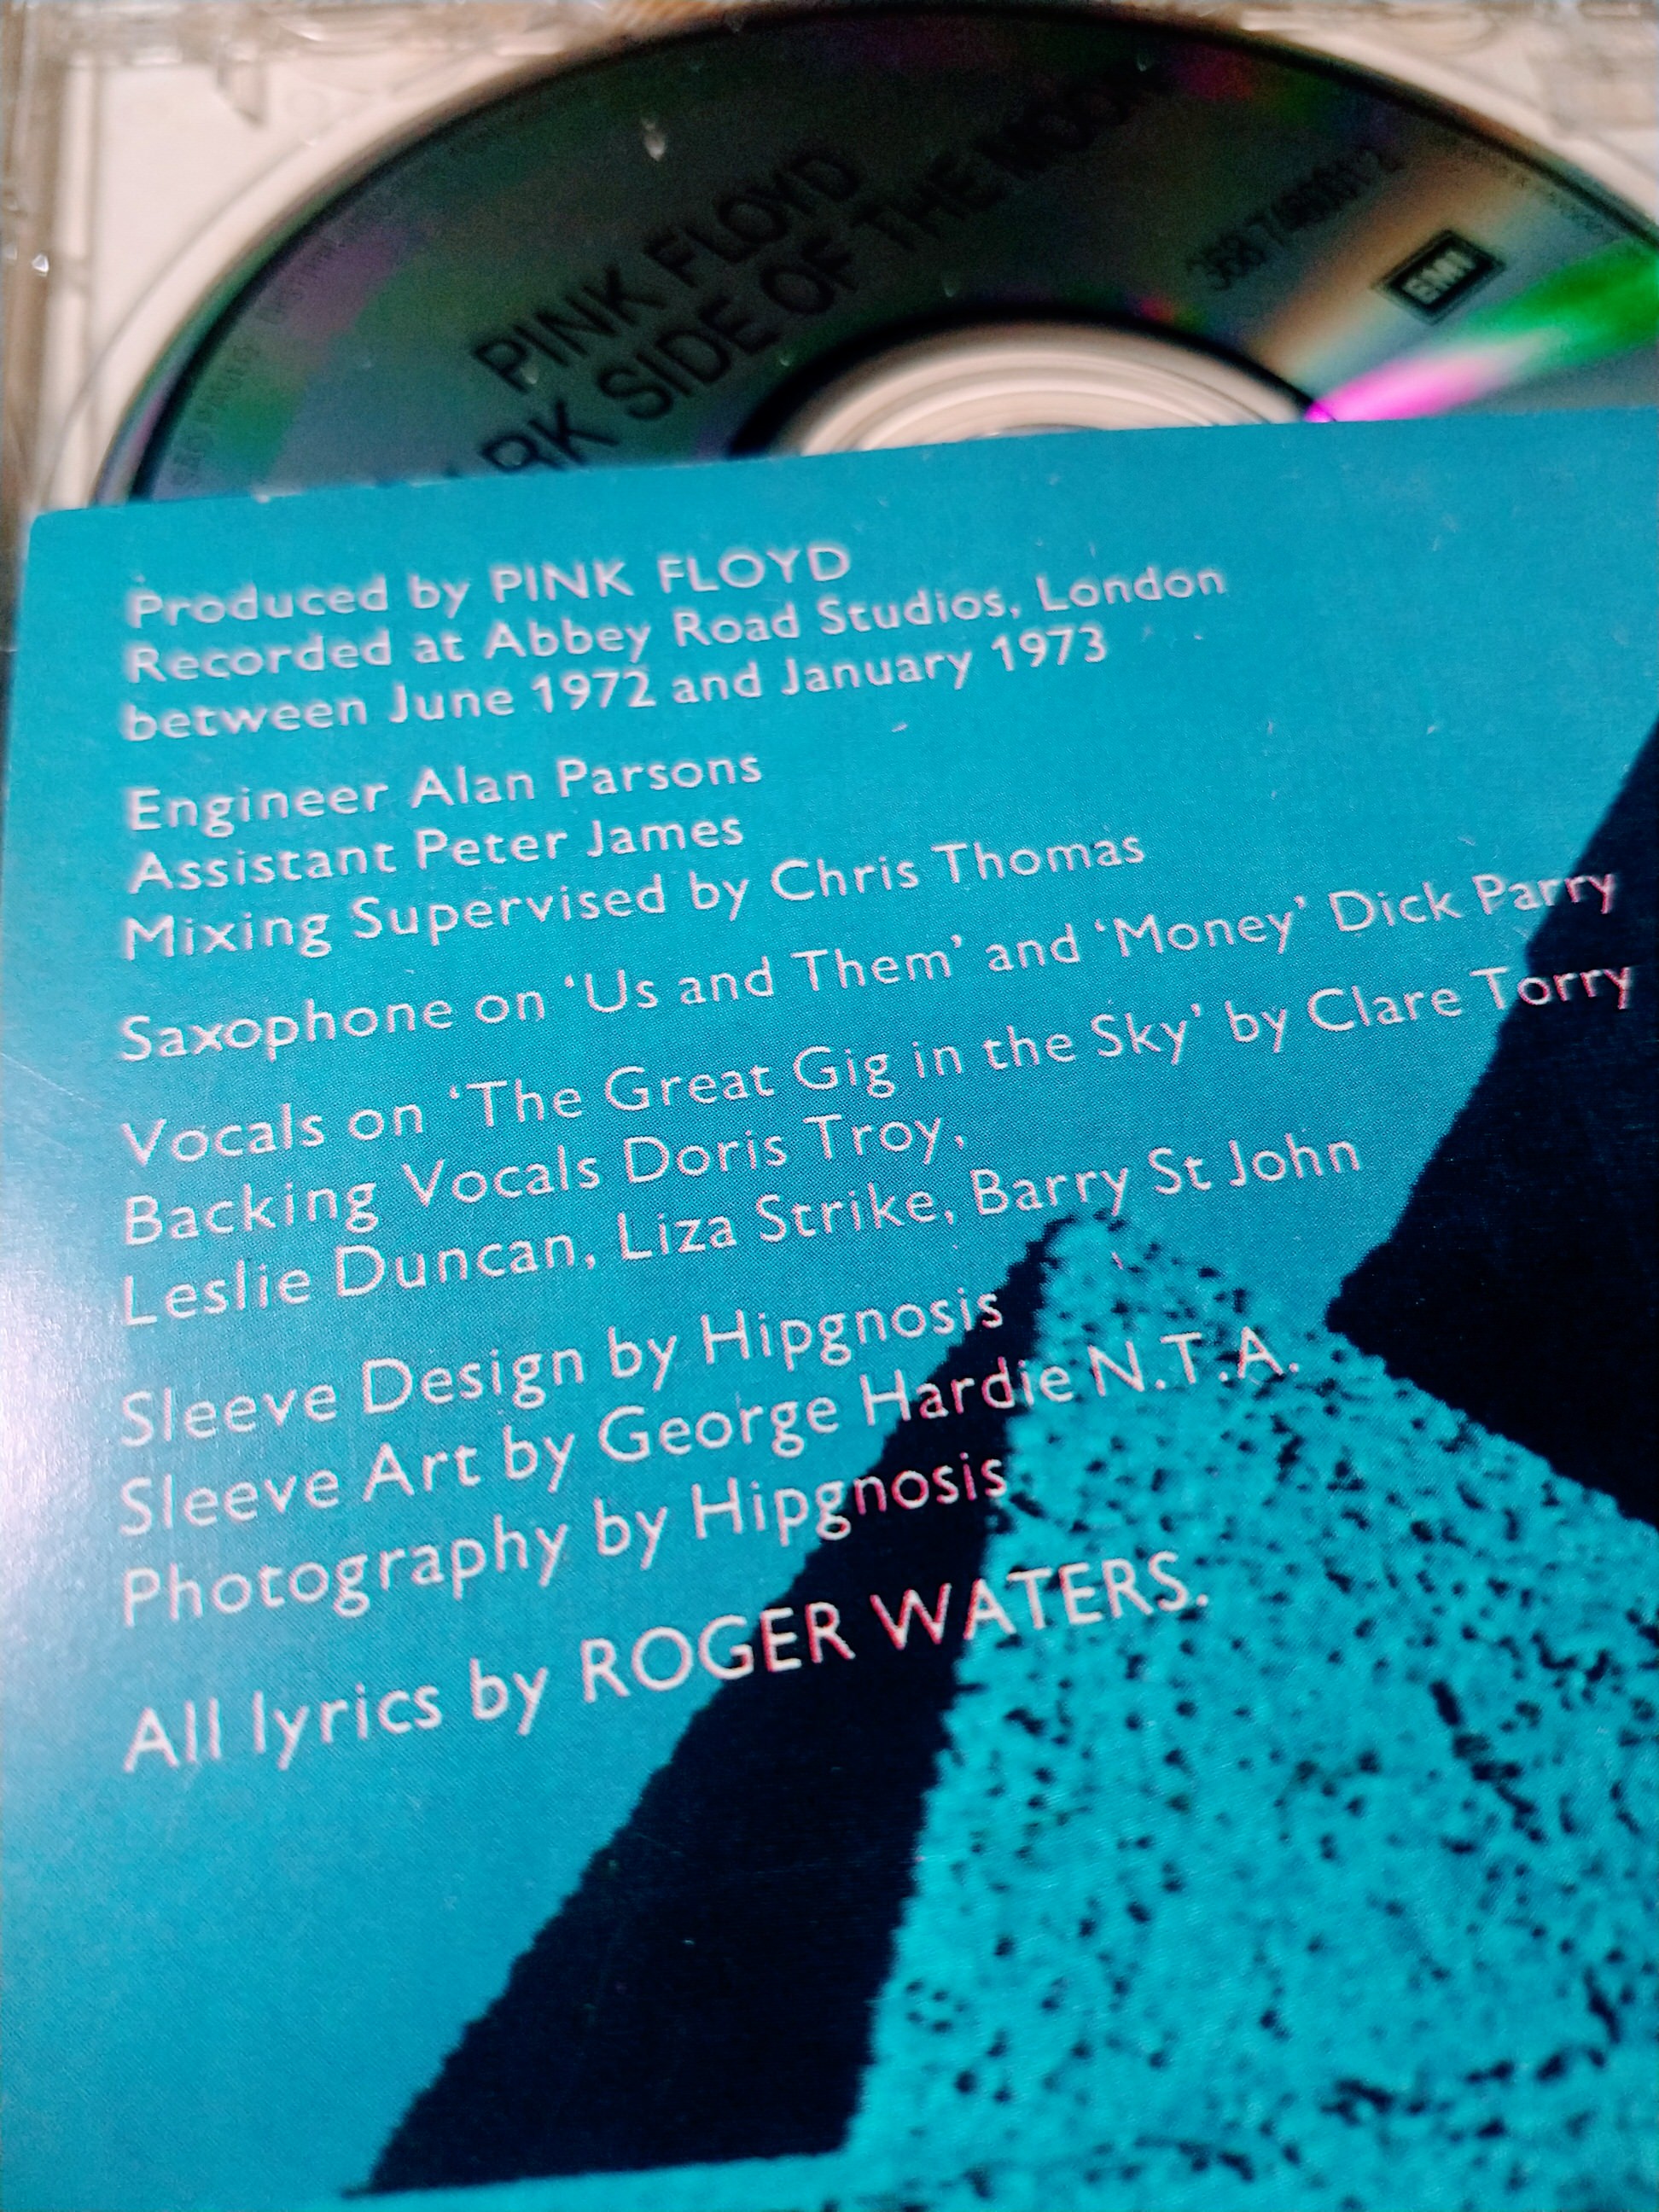 PINK FLOYD
SIDE OF THE MOON
EMI
Produced by PINK FLOYD
Recorded at Abbey Road Studios, London
between June 1972 and January 1973
Engineer Alan Parsons
Assistant Peter James
Mixing Supervised by Chris Thomas
Saxophone on ‘Us and Them’ and ‘Money’ Dick Parry
Vocals on ‘The Great Gig in the Sky’ by Clare Torry
Backing Vocals Doris Troy,
Leslie Duncan, Liza Strike, Barry St John
Sleeve Design by Hipgnosis
Sleeve Art by George Hardie N.T.A.
Photography by Hipgnosis
All lyrics by ROGER WATERS.